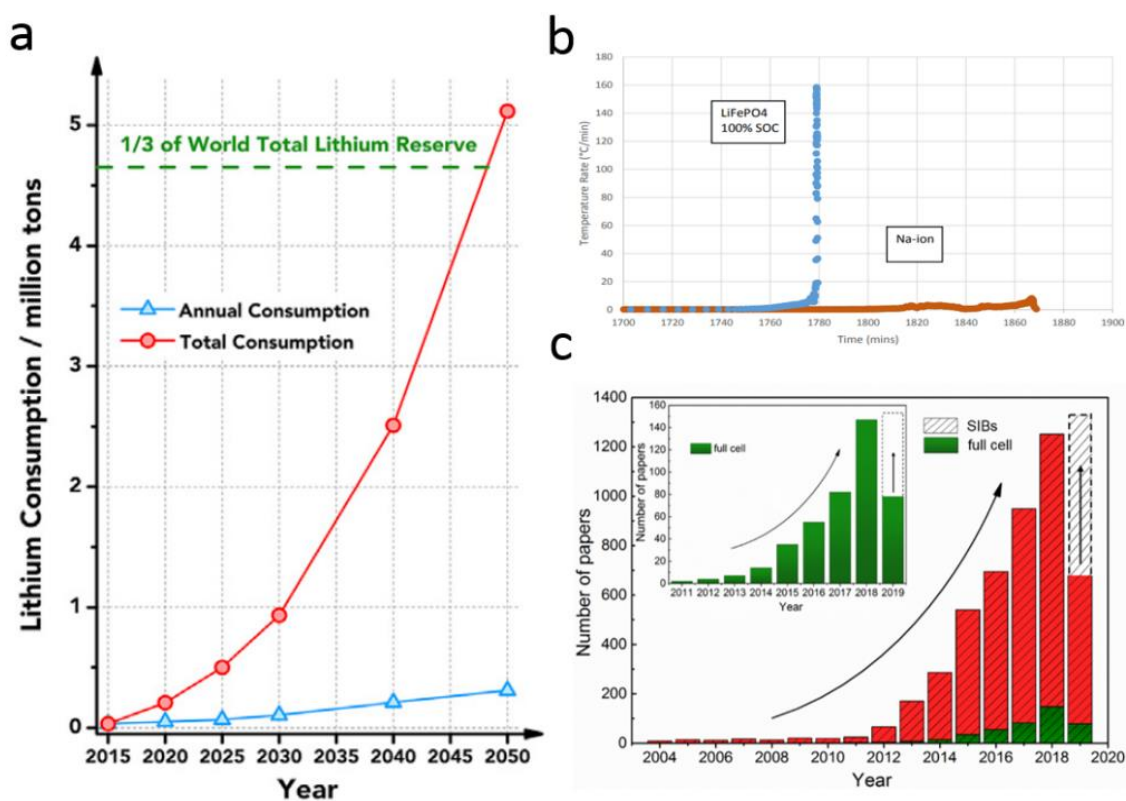 a
Lithium Consumption / million tons
5
5
3
2
1
0
1/3 of World Total Lithium Reserve
Annual Consumption
Total Consumption
2015 2020 2025 2030 2035 2040 2045 2050
Year
b
Temperature Rate (°C/min)
180
160
140
120
100
80
60
40
20
0
LiFePO4
100% SOC
Na-ion
1700 1720 1740 1760 1780 1800 1820 1840 1860 1880 1900
Time (mins)
c
Number of papers
1400
1200
1000
800
600
400
200
0
SIBs
full cell
Number of papers
160
140
120
100
80
60
40
20
0
full cell
2011 2012 2013 2014 2015 2016 2017 2018 2019
Year
2004 2006 2008 2010 2012 2014 2016 2018 2020
Year